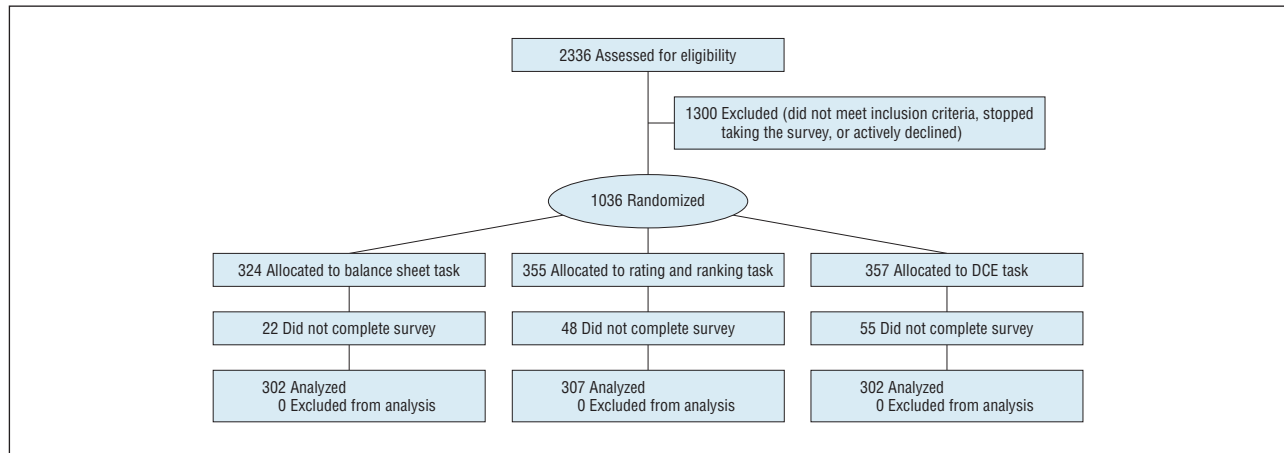 2336 Assessed for eligibility
1300 Excluded (did not meet inclusion criteria, stopped
taking the survey, or actively declined)
1036 Randomized
324 Allocated to balance sheet task
355 Allocated to rating and ranking task
357 Allocated to DCE task
22 Did not complete survey
48 Did not complete survey
55 Did not complete survey
302 Analyzed
0 Excluded from analysis
307 Analyzed
0 Excluded from analysis
302 Analyzed
0 Excluded from analysis